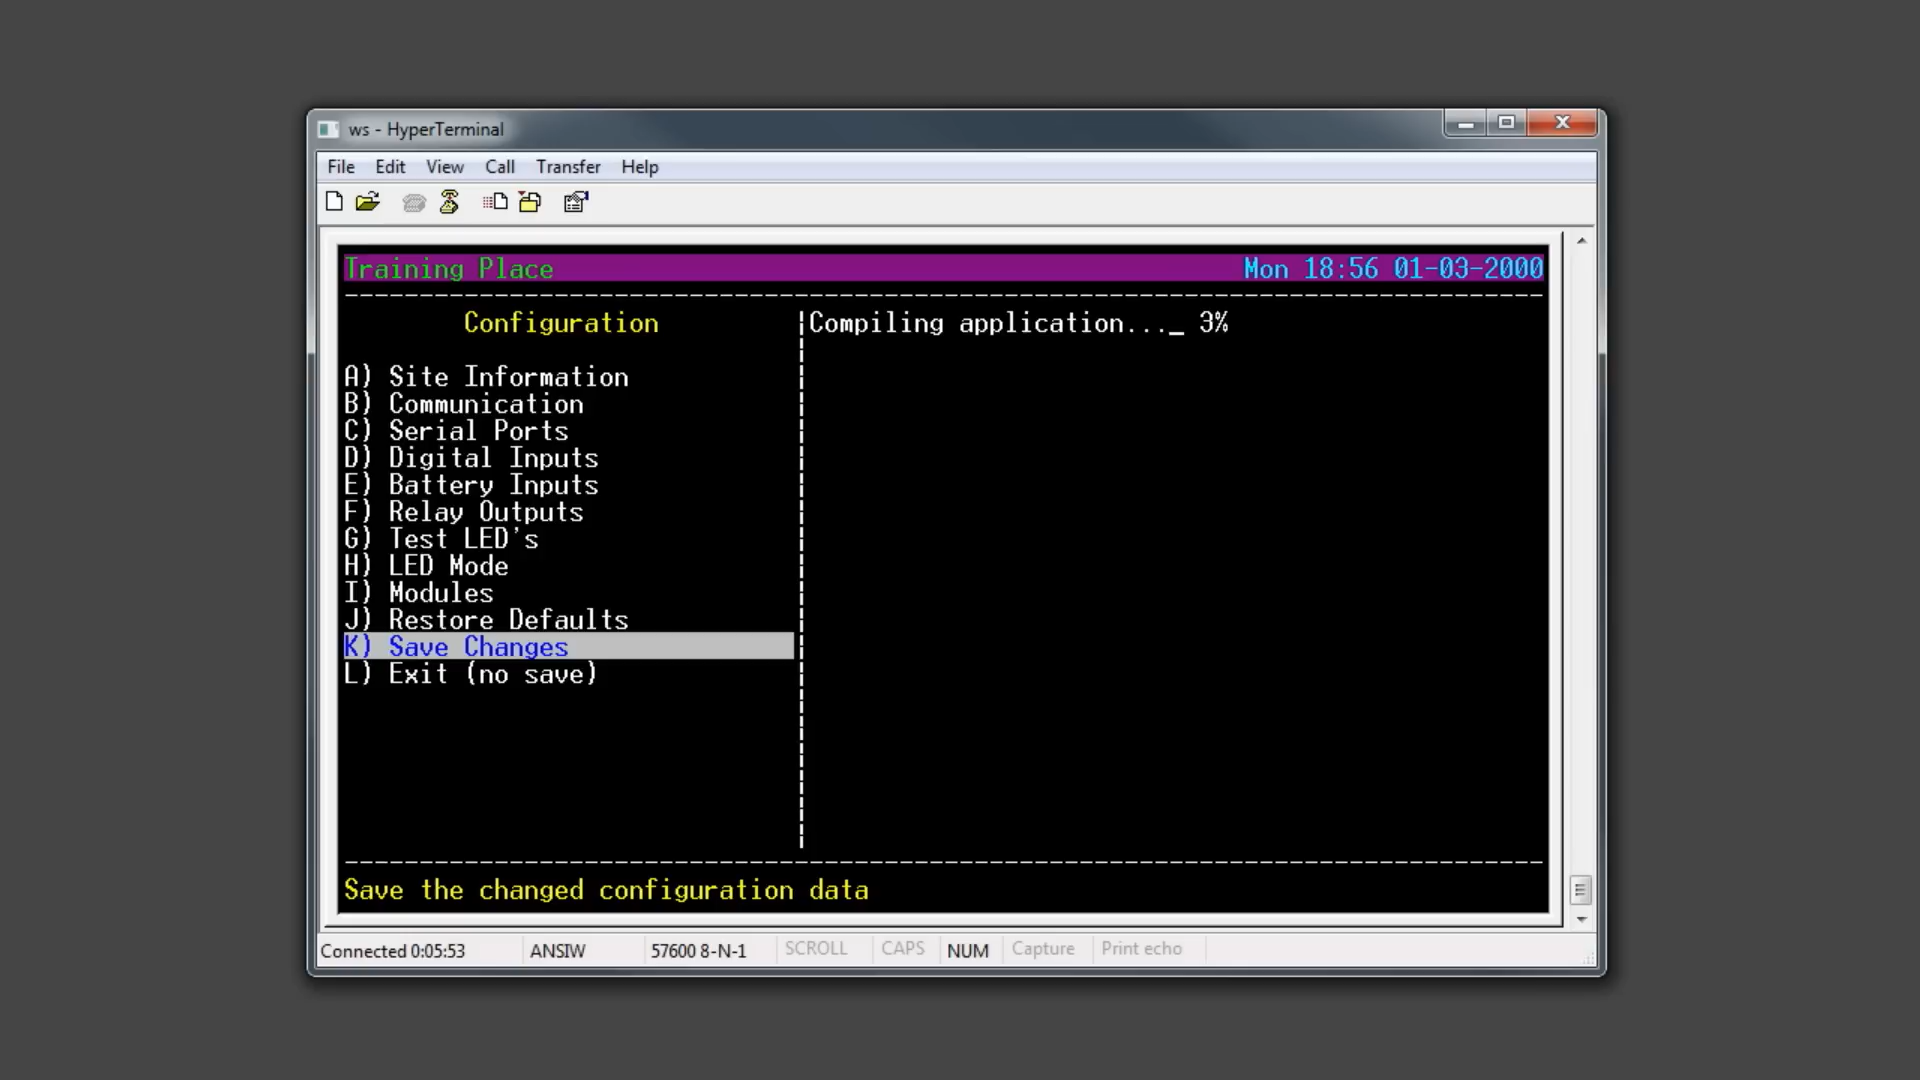 ws - HyperTerminal
File Edit View Call Transfer Help
Training Place Mon 18:56 01-03-2000
Configuration
Compiling application..._ 3%
A) Site Information
B) Communication
C) Serial Ports
D) Digital Inputs
E) Battery Inputs
F) Relay Outputs
G) Test LED's
H) LED Mode
I) Modules
J) Restore Defaults
K) Save Changes
L) Exit (no save)
Save the changed configuration data
Connected 0:05:53 ANSIW 57600 8-N-1 SCROLL CAPS NUM Capture Print echo